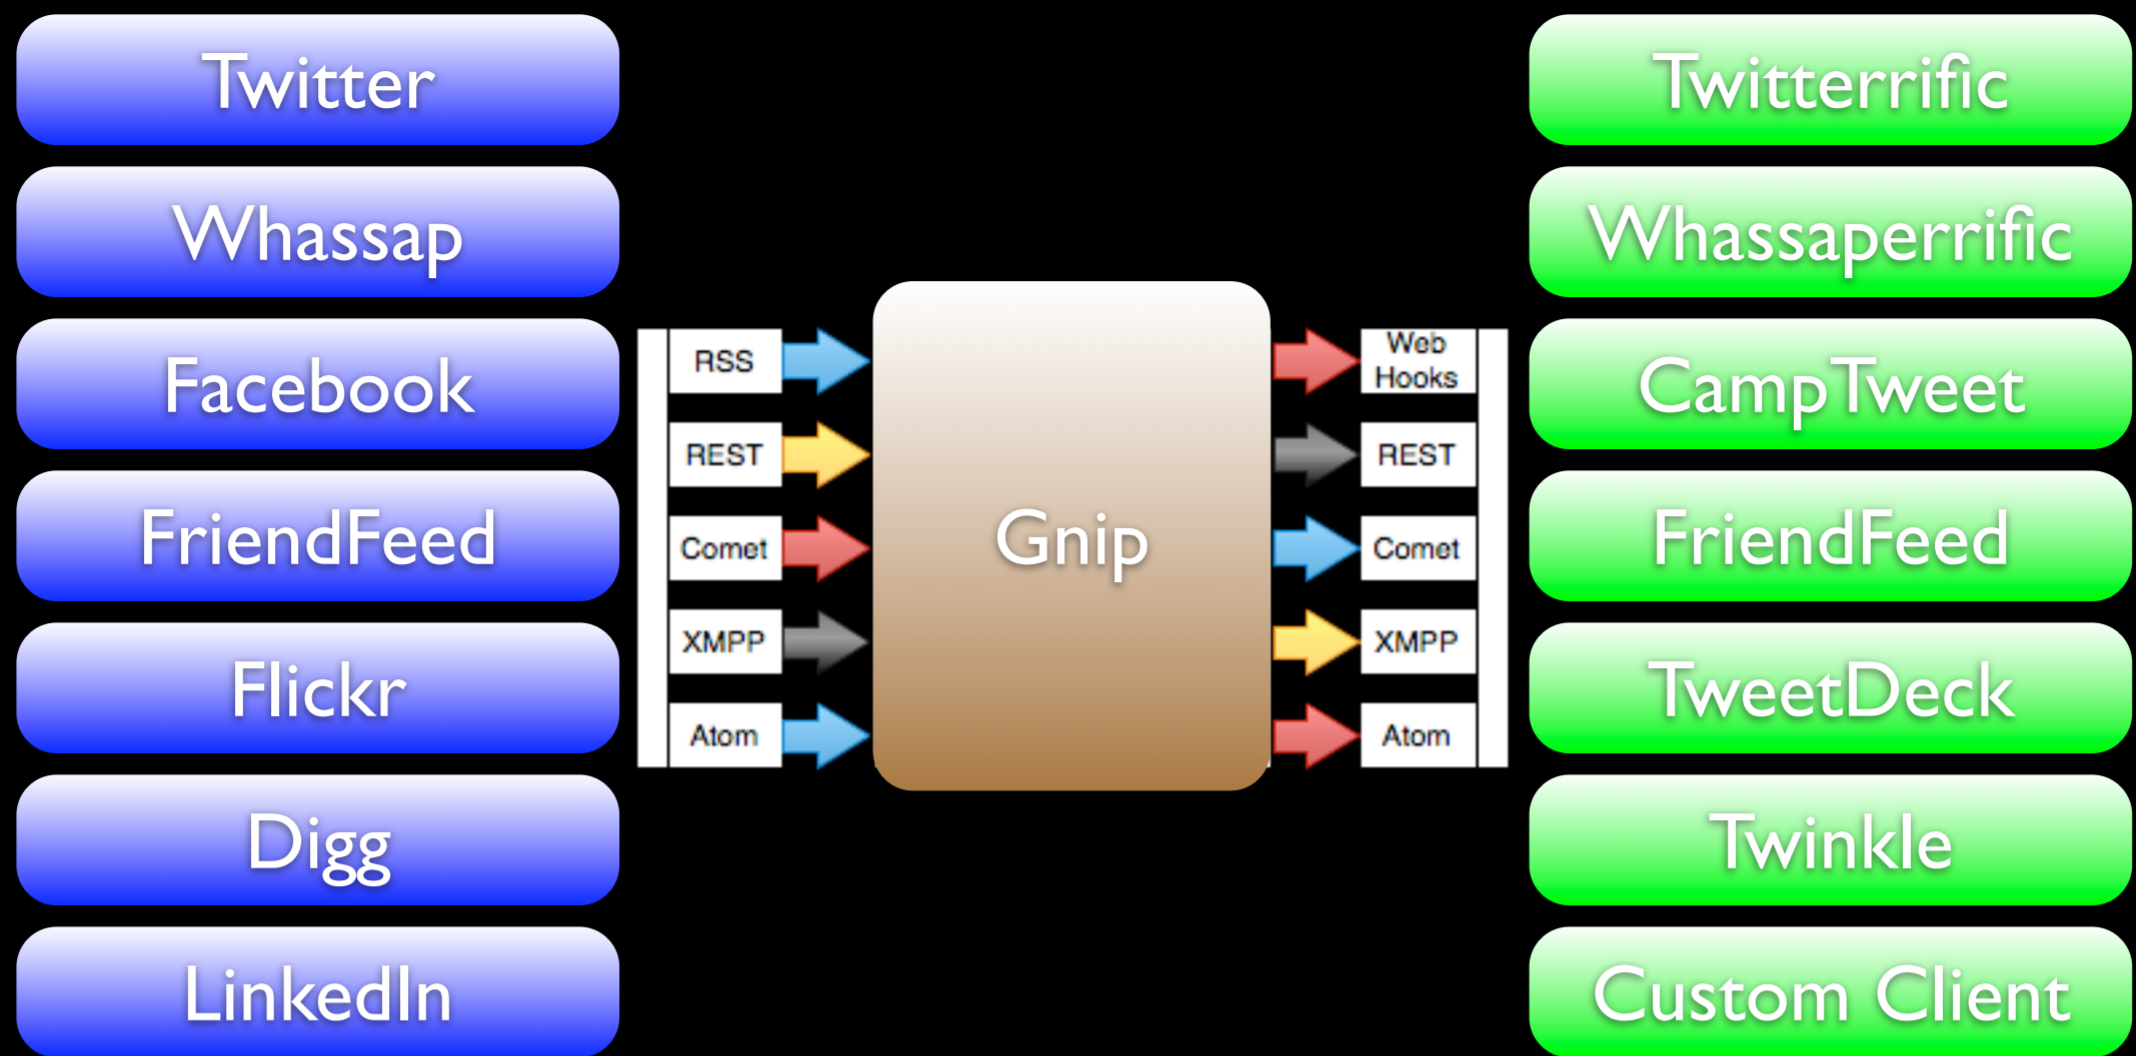 Twitter
Whassap
Facebook
FriendFeed
Flickr
Digg
LinkedIn
RSS
REST
Comet
XMPP
Atom
Gnip
Web
Hooks
REST
Comet
XMPP
Atom
Twitterrific
Whassaperrific
CampTweet
FriendFeed
TweetDeck
Twinkle
Custom Client